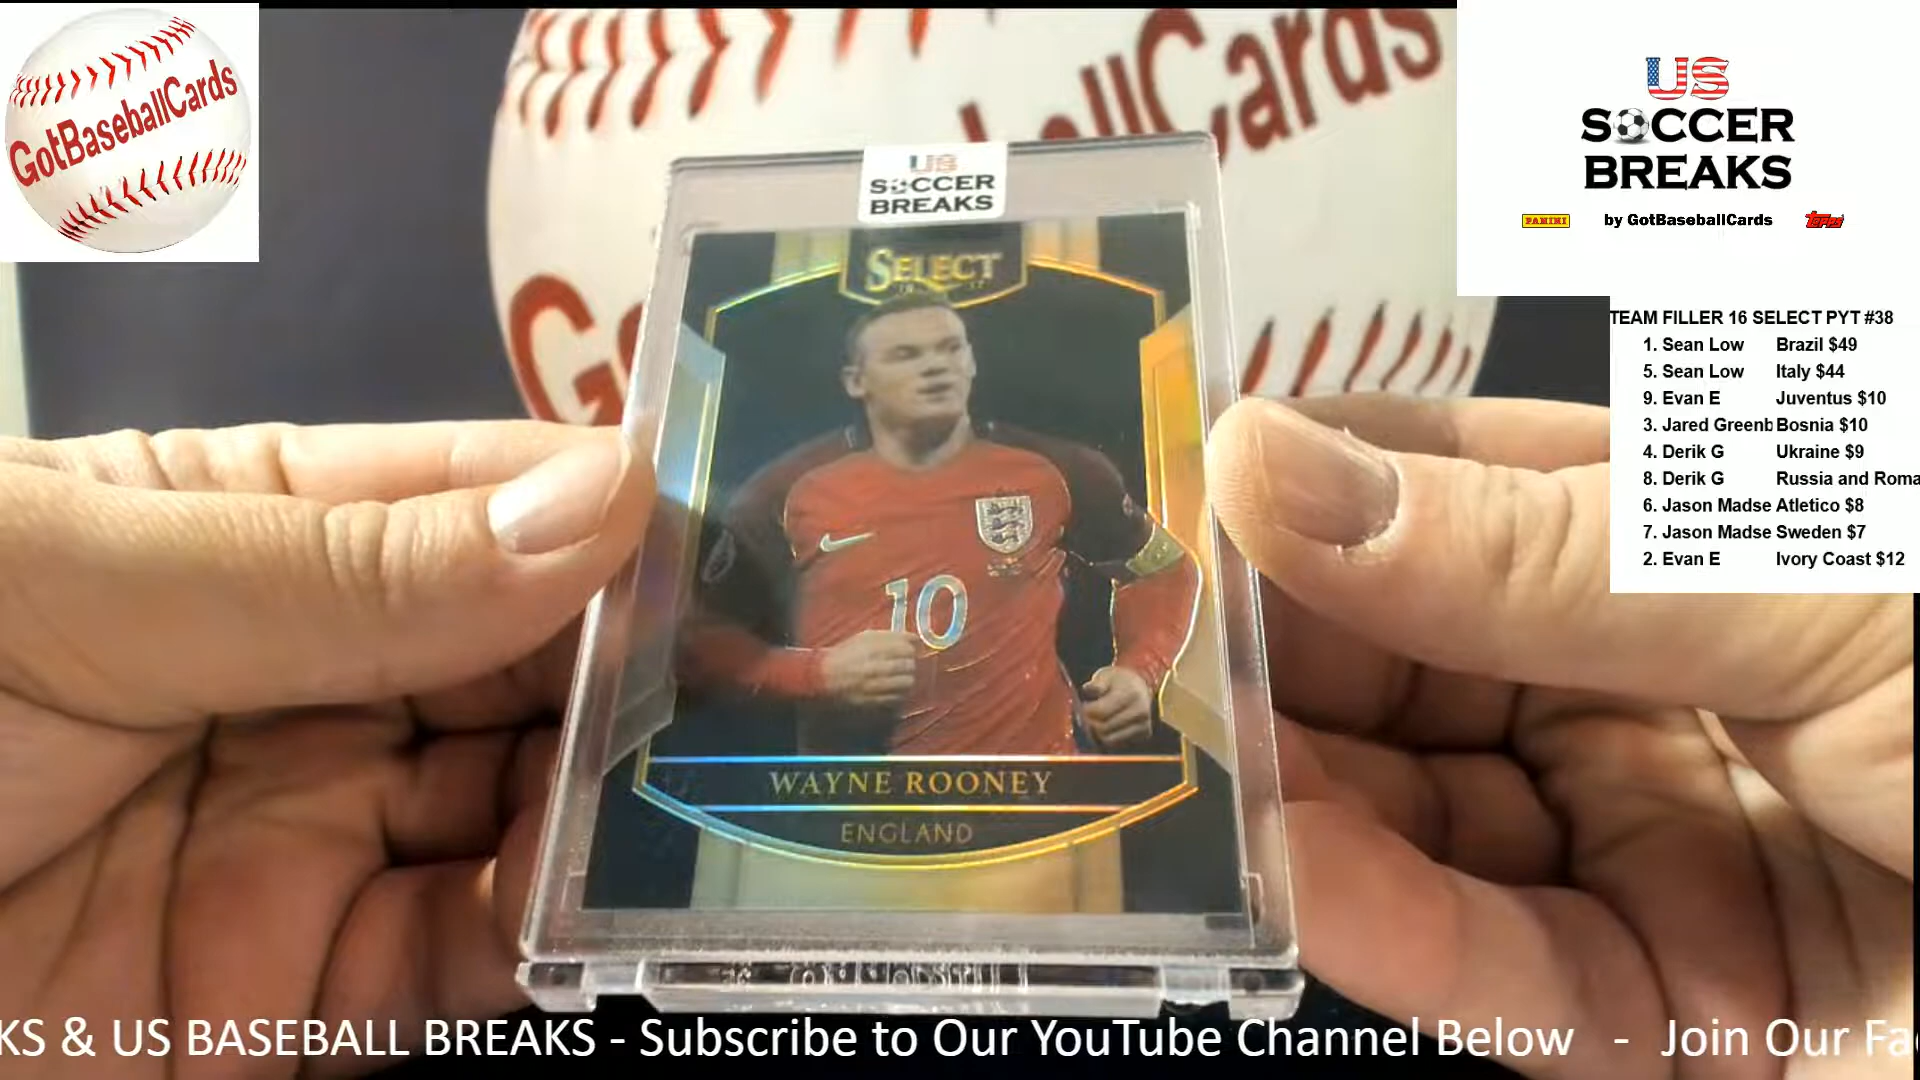 GotBaseballCards
US
SOCCER
BREAKS
PANINI by GotBaseballCards Topps
TEAM FILLER 16 SELECT PYT #38
1. Sean Low Brazil $49
5. Sean Low Italy $44
9. Evan E Juventus $10
3. Jared Greenb Bosnia $10
4. Derik G Ukraine $9
8. Derik G Russia and Roma
6. Jason Madse Atletico $8
7. Jason Madse Sweden $7
2. Evan E Ivory Coast $12
US
SOCCER
BREAKS
SELECT
10
WAYNE ROONEY
ENGLAND
KS & US BASEBALL BREAKS - Subscribe to Our YouTube Channel Below - Join Our Fa